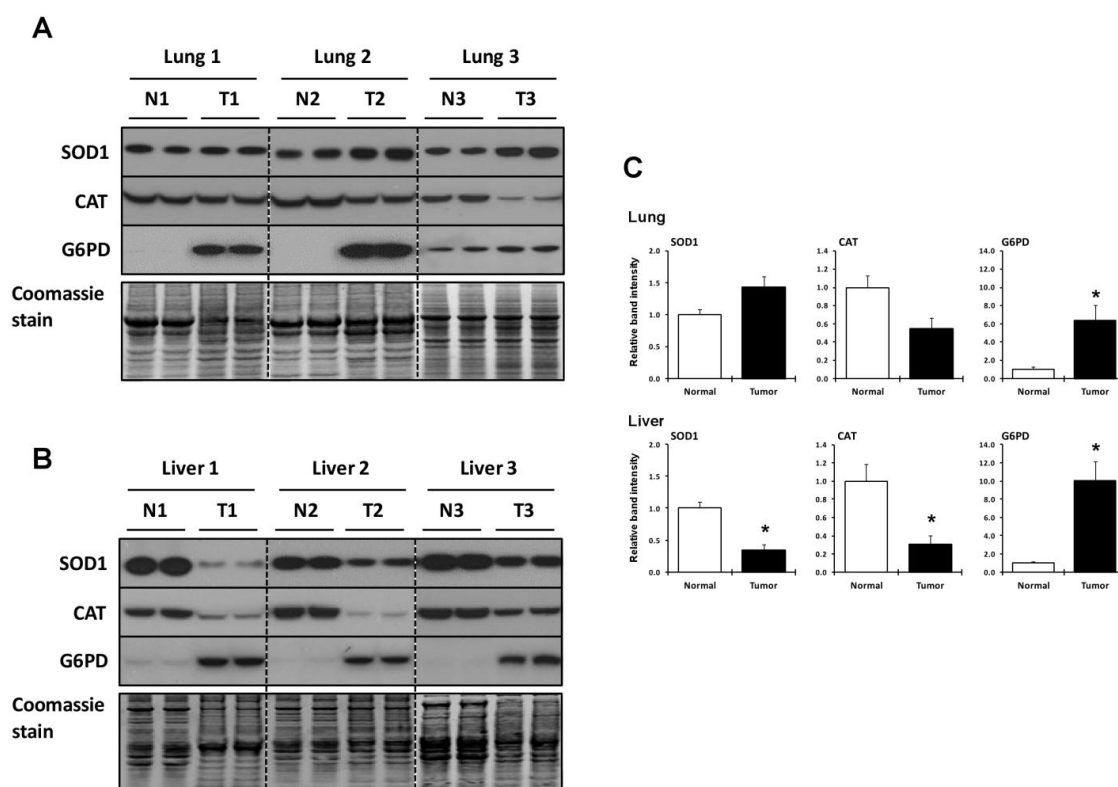 A
Lung 1 Lung 2 Lung 3
N1 T1 N2 T2 N3 T3
SOD1
CAT
G6PD
Coomassie
stain
B
Liver 1 Liver 2 Liver 3
N1 T1 N2 T2 N3 T3
SOD1
CAT
G6PD
Coomassie
stain
C
Lung
SOD1 CAT G6PD
Relative band intensity
2.0 1.4 14.0
1.2 12.0
1.5 1.0 10.0 *
1.0 0.8 8.0
0.6 6.0
0.5 0.4 4.0
0.2 2.0
0.0 0.0 0.0
Normal Tumor Normal Tumor Normal Tumor
Liver
SOD1 CAT G6PD
Relative band intensity
2.0 1.4 14.0 *
1.2 12.0
1.5 1.0 10.0
1.0 0.8 8.0
0.6 * 6.0
0.5 * 0.4 4.0
0.2 2.0
0.0 0.0 0.0
Normal Tumor Normal Tumor Normal Tumor